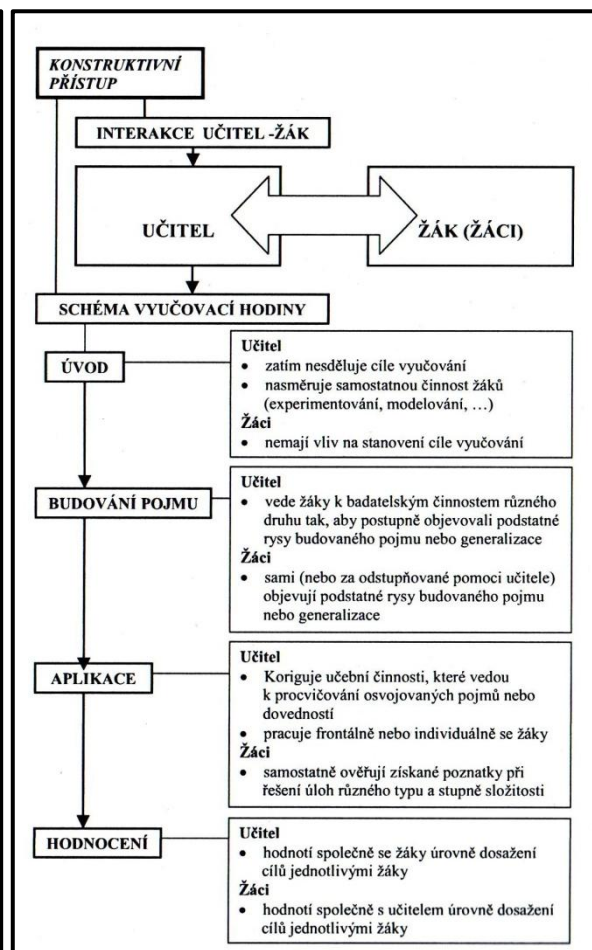 KONSTRUKTIVNÍ
PŘÍSTUP
INTERAKCE UČITEL -ŽÁK
UČITEL
ŽÁK (ŽÁCI)
SCHÉMA VYUČOVACÍ HODINY
ÚVOD
Učitel
• zatím nesděluje cíle vyučování
• nasměruje samostatnou činnost žáků
(experimentování, modelování, …)
Žáci
• nemají vliv na stanovení cíle vyučování
BUDOVÁNÍ POJMU
Učitel
• vede žáky k badatelským činnostem různého
druhu tak, aby postupně objevovali podstatné
rysy budovaného pojmu nebo generalizace
Žáci
• sami (nebo za odstupňované pomoci učitele)
objevují podstatné rysy budovaného pojmu
nebo generalizace
APLIKACE
Učitel
• Koriguje učební činnosti, které vedou
k procvičování osvojovaných pojmů nebo
dovedností
• pracuje frontálně nebo individuálně se žáky
Žáci
• samostatně ověřují získané poznatky při
řešení úloh různého typu a stupně složitosti
HODNOCENÍ
Učitel
• hodnotí společně se žáky úrovně dosažení
cílů jednotlivými žáky
Žáci
• hodnotí společně s učitelem úrovně dosažení
cílů jednotlivými žáky